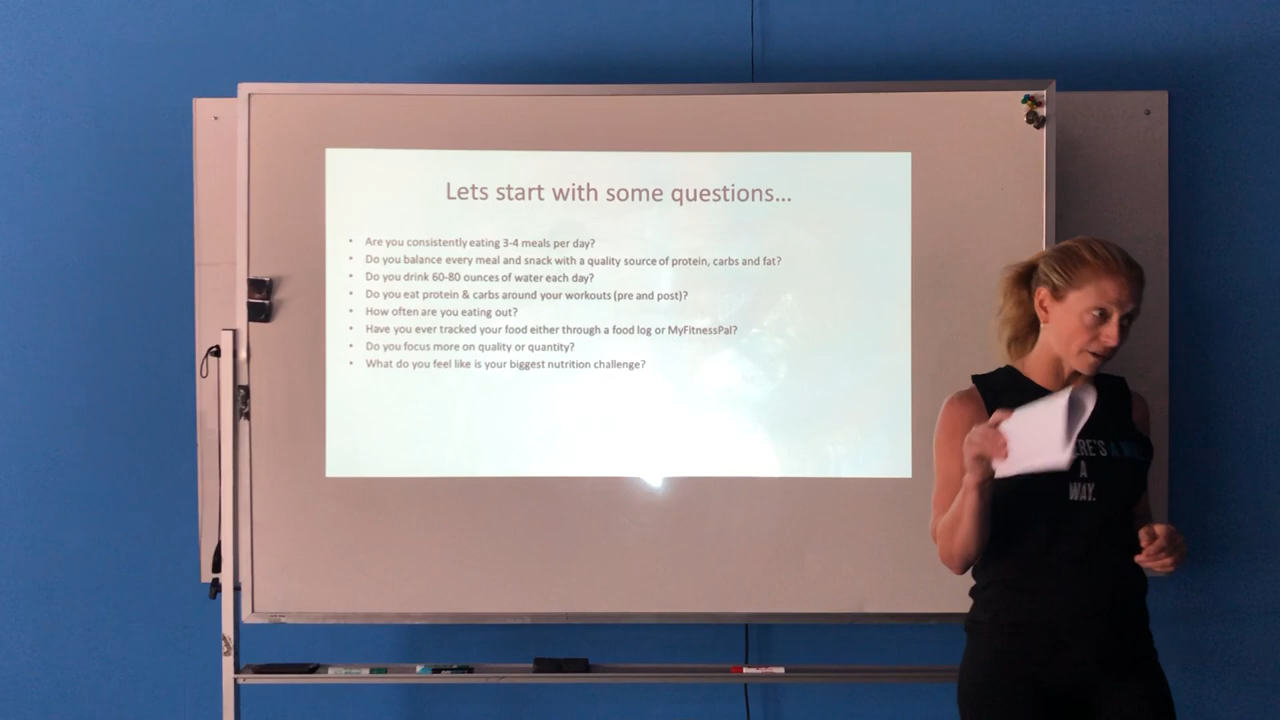 Lets start with some questions...
• Are you consistently eating 3-4 meals per day?
• Do you balance every meal and snack with a quality source of protein, carbs and fat?
• Do you drink 60-80 ounces of water each day?
• Do you eat protein & carbs around your workouts (pre and post)?
• How often are you eating out?
• Have you ever tracked your food either through a food log or MyFitnessPal?
• Do you focus more on quality or quantity?
• What do you feel like is your biggest nutrition challenge?
A
WAY.